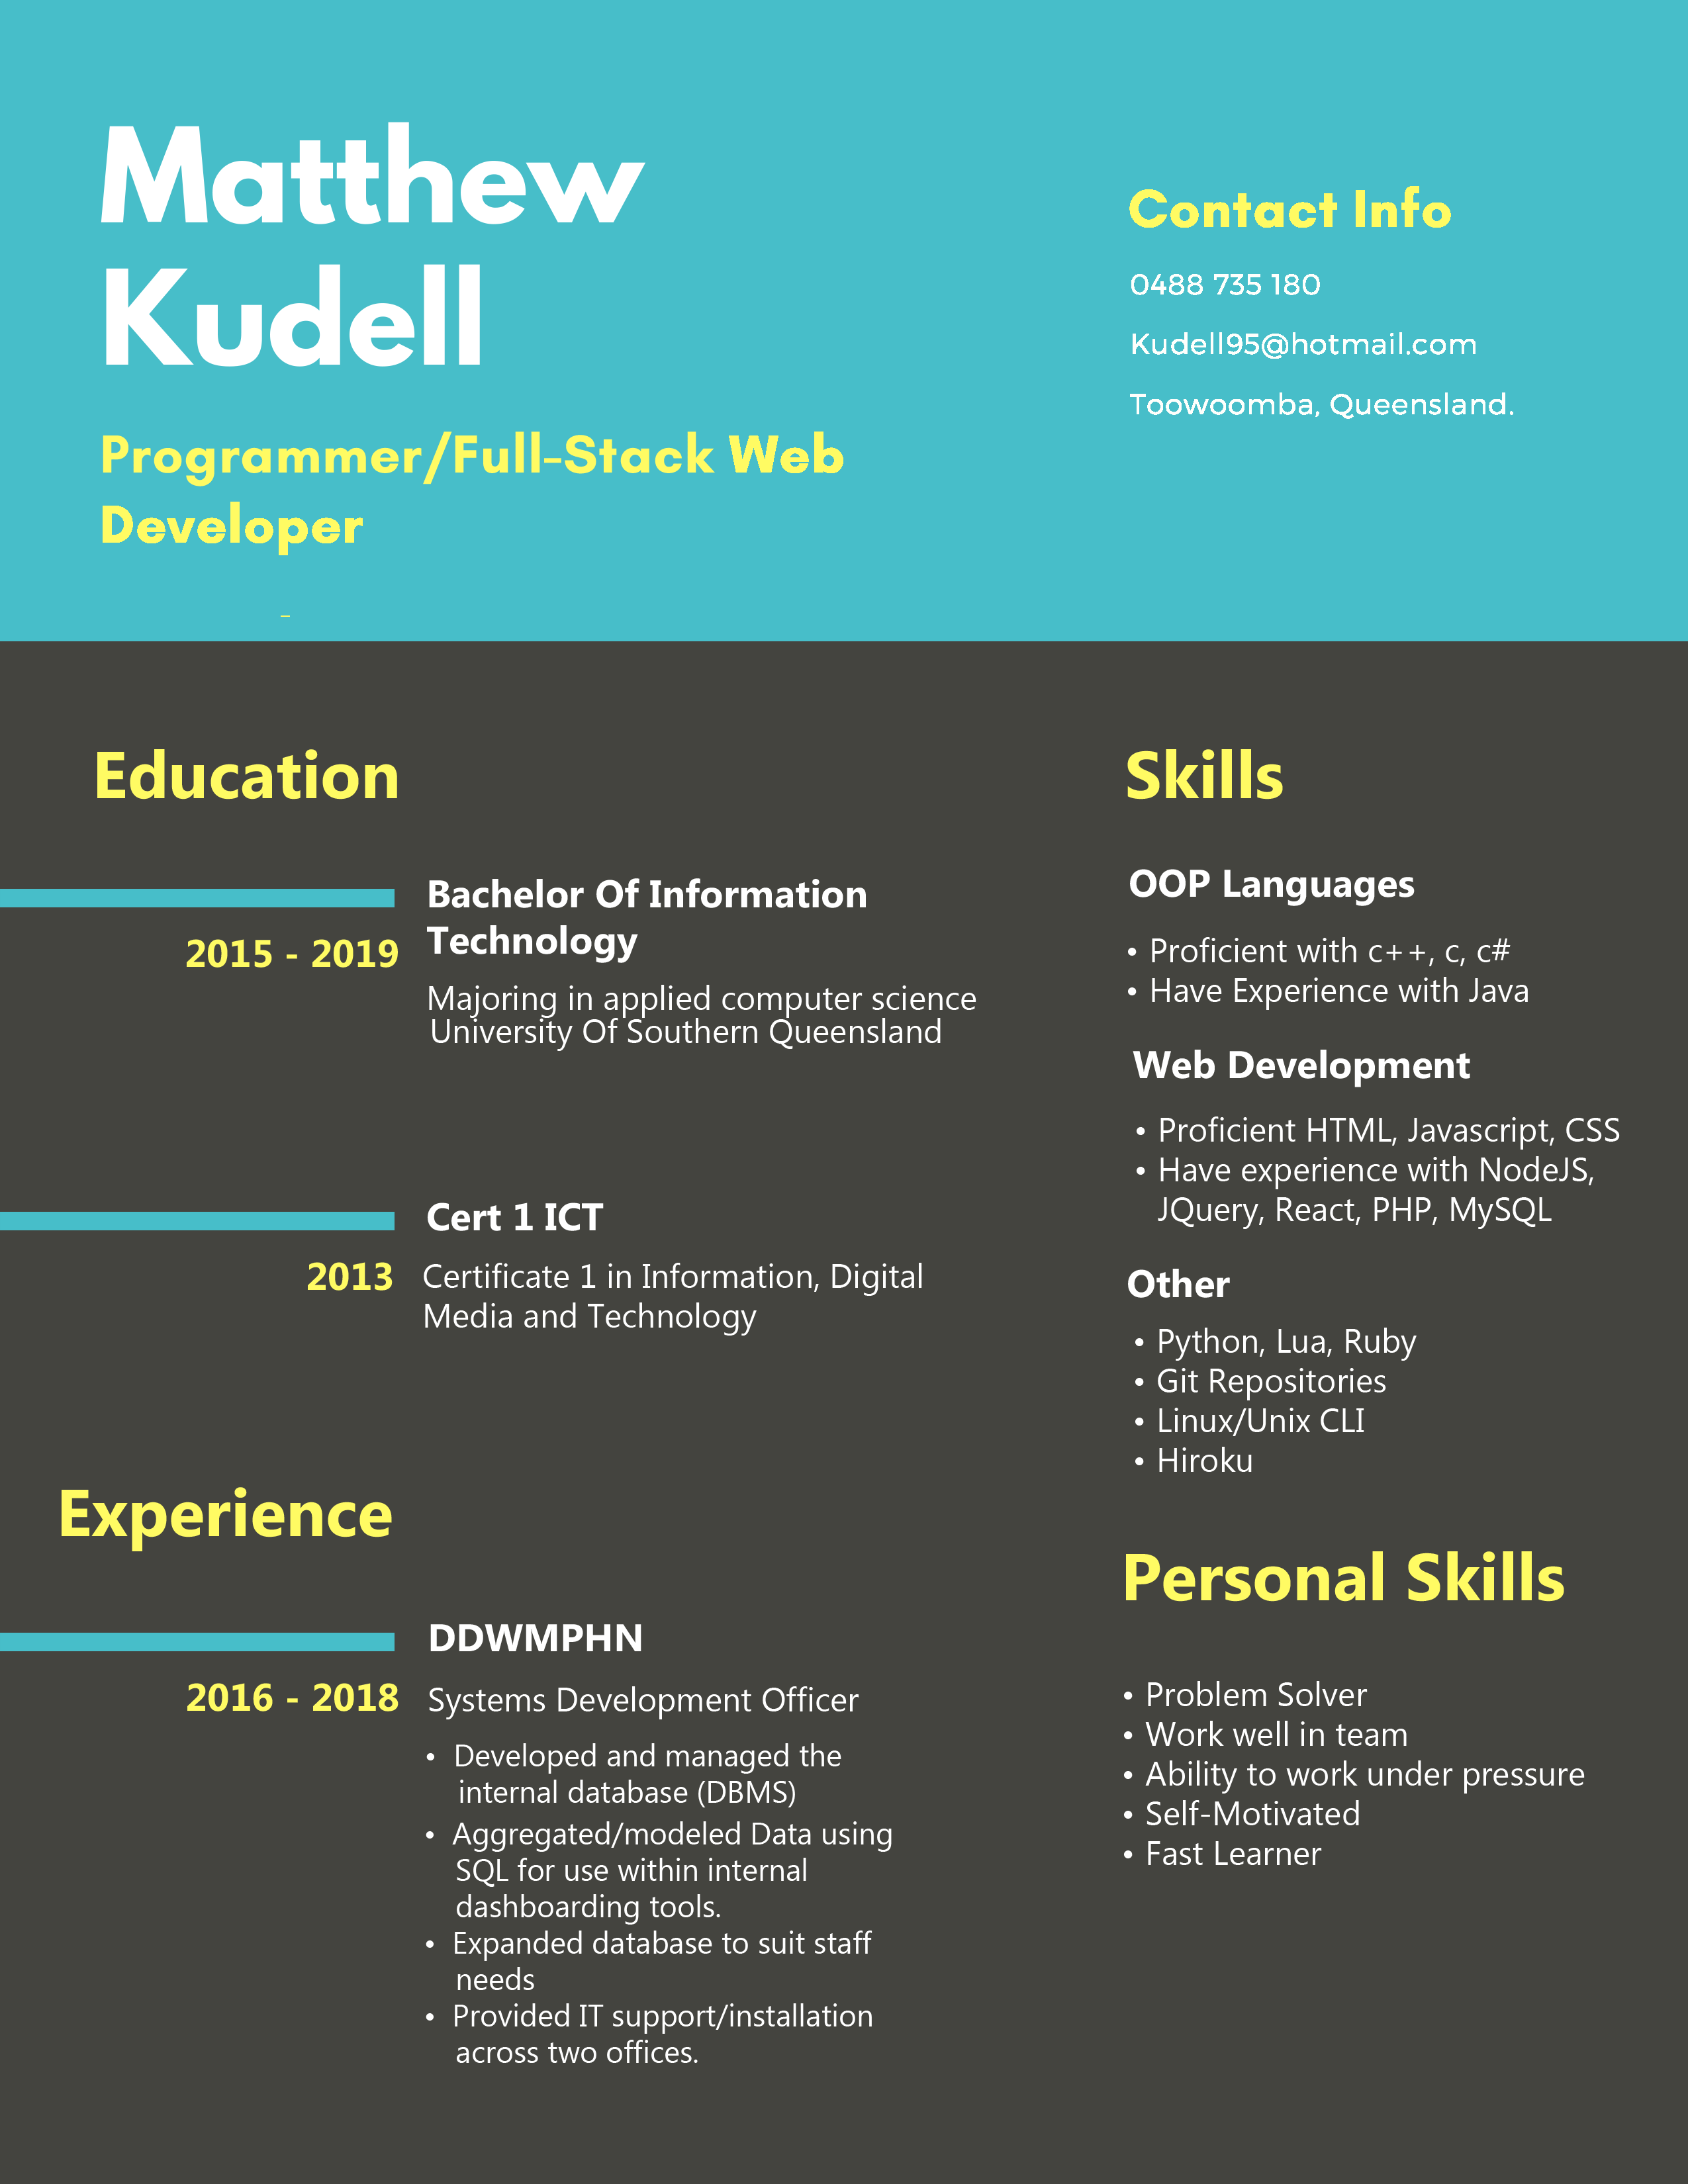 Matthew
Kudell
Programmer/Full-Stack Web
Developer
-
Contact Info
0488 735 180
Kudell95@hotmail.com
Toowoomba, Queensland.
Education
2015 - 2019
Bachelor Of Information
Technology
Majoring in applied computer science
University Of Southern Queensland
2013
Cert 1 ICT
Certificate 1 in Information, Digital
Media and Technology
Experience
2016 - 2018
DDWMPHN
Systems Development Officer
• Developed and managed the
internal database (DBMS)
• Aggregated/modeled Data using
SQL for use within internal
dashboarding tools.
• Expanded database to suit staff
needs
• Provided IT support/installation
across two offices.
Skills
OOP Languages
• Proficient with c++, c, c#
• Have Experience with Java
Web Development
• Proficient HTML, Javascript, CSS
• Have experience with NodeJS,
JQuery, React, PHP, MySQL
Other
• Python, Lua, Ruby
• Git Repositories
• Linux/Unix CLI
• Hiroku
Personal Skills
• Problem Solver
• Work well in team
• Ability to work under pressure
• Self-Motivated
• Fast Learner